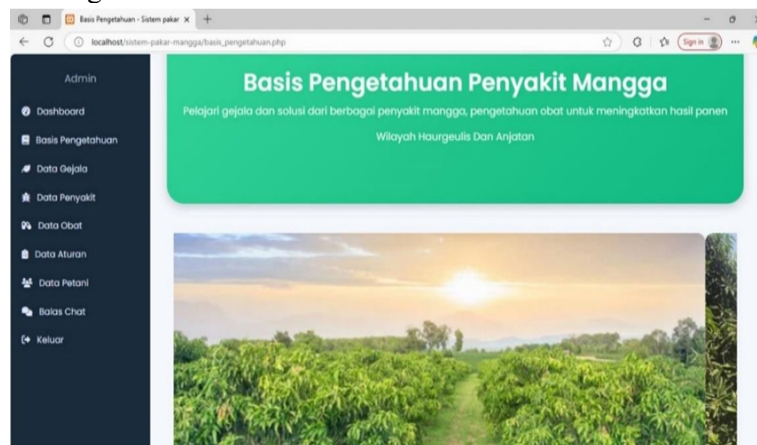 Basis Pengetahuan - Sistem pakar
localhost/sistem-pakar-mangga/basis_pengetahuan.php
Sign in
Admin
Dashboard
Basis Pengetahuan
Data Gejala
Data Penyakit
Data Obat
Data Aturan
Data Petani
Balas Chat
Keluar
Basis Pengetahuan Penyakit Mangga
Pelajari gejala dan solusi dari berbagai penyakit mangga, pengetahuan obat untuk meningkatkan hasil panen
Wilayah Haurgeulis Dan Anjatan